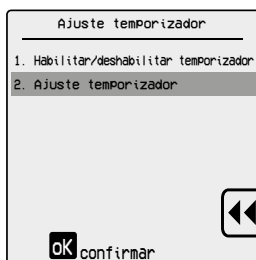 Ajuste temporizador
1. Habilitar/deshabilitar temporizador
2. Ajuste temporizador
OK confirmar